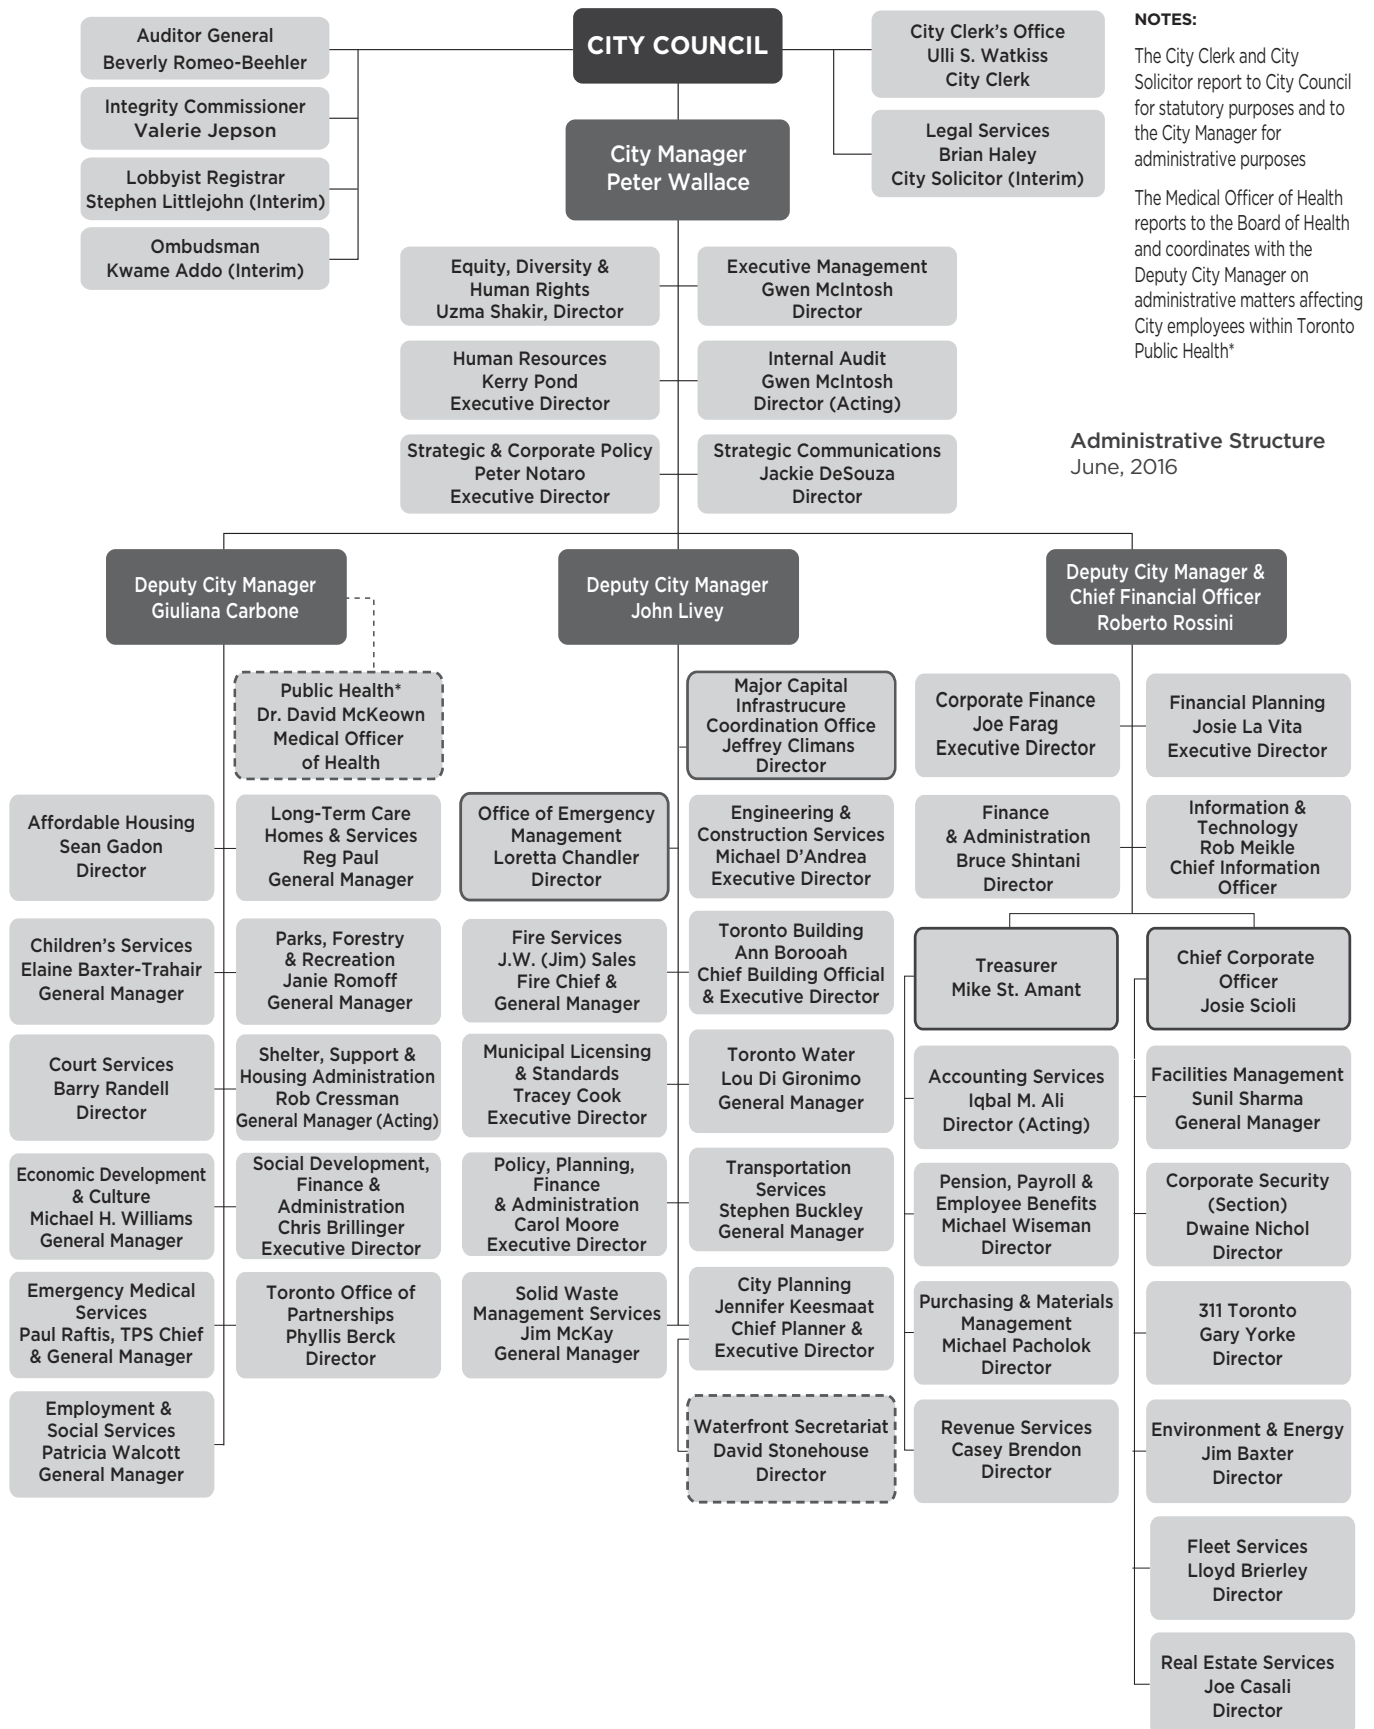 CITY COUNCIL
Auditor General
Beverly Romeo-Beehler
Integrity Commissioner
Valerie Jepson
Lobbyist Registrar
Stephen Littlejohn (Interim)
Ombudsman
Kwame Addo (Interim)
City Clerk's Office
Ulli S. Watkiss
City Clerk
Legal Services
Brian Haley
City Solicitor (Interim)
NOTES:
The City Clerk and City
Solicitor report to City Council
for statutory purposes and to
the City Manager for
administrative purposes
The Medical Officer of Health
reports to the Board of Health
and coordinates with the
Deputy City Manager on
administrative matters affecting
City employees within Toronto
Public Health*
Administrative Structure
June, 2016
City Manager
Peter Wallace
Equity, Diversity &
Human Rights
Uzma Shakir, Director
Executive Management
Gwen McIntosh
Director
Human Resources
Kerry Pond
Executive Director
Internal Audit
Gwen McIntosh
Director (Acting)
Strategic & Corporate Policy
Peter Notaro
Executive Director
Strategic Communications
Jackie DeSouza
Director
Deputy City Manager
Giuliana Carbone
Public Health*
Dr. David McKeown
Medical Officer
of Health
Affordable Housing
Sean Gadon
Director
Long-Term Care
Homes & Services
Reg Paul
General Manager
Children's Services
Elaine Baxter-Trahair
General Manager
Parks, Forestry
& Recreation
Janie Romoff
General Manager
Court Services
Barry Randell
Director
Shelter, Support &
Housing Administration
Rob Cressman
General Manager (Acting)
Economic Development
& Culture
Michael H. Williams
General Manager
Social Development,
Finance &
Administration
Chris Brillinger
Executive Director
Emergency Medical
Services
Paul Raftis, TPS Chief
& General Manager
Toronto Office of
Partnerships
Phyllis Berck
Director
Employment &
Social Services
Patricia Walcott
General Manager
Deputy City Manager
John Livey
Major Capital
Infrastrucure
Coordination Office
Jeffrey Climans
Director
Office of Emergency
Management
Loretta Chandler
Director
Engineering &
Construction Services
Michael D'Andrea
Executive Director
Fire Services
J.W. (Jim) Sales
Fire Chief &
General Manager
Toronto Building
Ann Borooah
Chief Building Official
& Executive Director
Municipal Licensing
& Standards
Tracey Cook
Executive Director
Toronto Water
Lou Di Gironimo
General Manager
Policy, Planning,
Finance
& Administration
Carol Moore
Executive Director
Transportation
Services
Stephen Buckley
General Manager
Solid Waste
Management Services
Jim McKay
General Manager
City Planning
Jennifer Keesmaat
Chief Planner &
Executive Director
Waterfront Secretariat
David Stonehouse
Director
Deputy City Manager &
Chief Financial Officer
Roberto Rossini
Corporate Finance
Joe Farag
Executive Director
Financial Planning
Josie La Vita
Executive Director
Finance
& Administration
Bruce Shintani
Director
Information &
Technology
Rob Meikle
Chief Information
Officer
Treasurer
Mike St. Amant
Accounting Services
Iqbal M. Ali
Director (Acting)
Pension, Payroll &
Employee Benefits
Michael Wiseman
Director
Purchasing & Materials
Management
Michael Pacholok
Director
Revenue Services
Casey Brendon
Director
Chief Corporate
Officer
Josie Scioli
Facilities Management
Sunil Sharma
General Manager
Corporate Security
(Section)
Dwaine Nichol
Director
311 Toronto
Gary Yorke
Director
Environment & Energy
Jim Baxter
Director
Fleet Services
Lloyd Brierley
Director
Real Estate Services
Joe Casali
Director